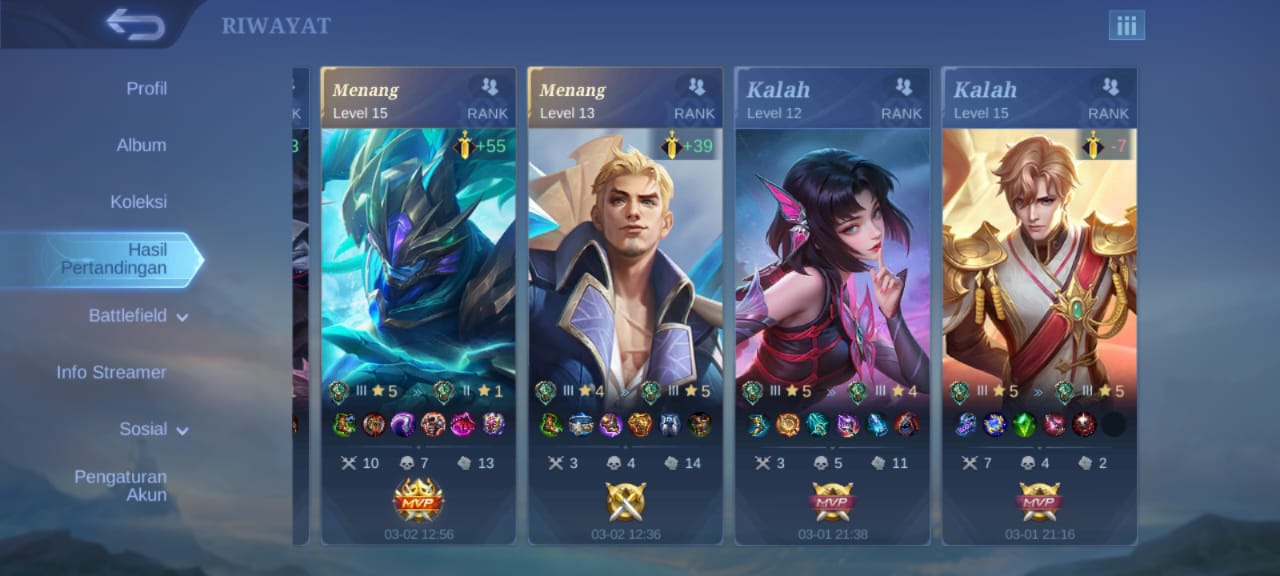 RIWAYAT
Profil
Album
Koleksi
Hasil
Pertandingan
Battlefield
Info Streamer
Sosial
Pengaturan
Akun
K
3
Menang
Level 15
RANK
+55
III 5 » II 1
10 7 13
MVP
03-02 12:56
Menang
Level 13
RANK
+39
III 4 » III 5
3 4 14
03-02 12:36
Kalah
Level 12
RANK
III 5 » III 4
3 5 11
MVP
03-01 21:38
Kalah
Level 15
RANK
-7
III 5 » III 5
7 4 2
MVP
03-01 21:16